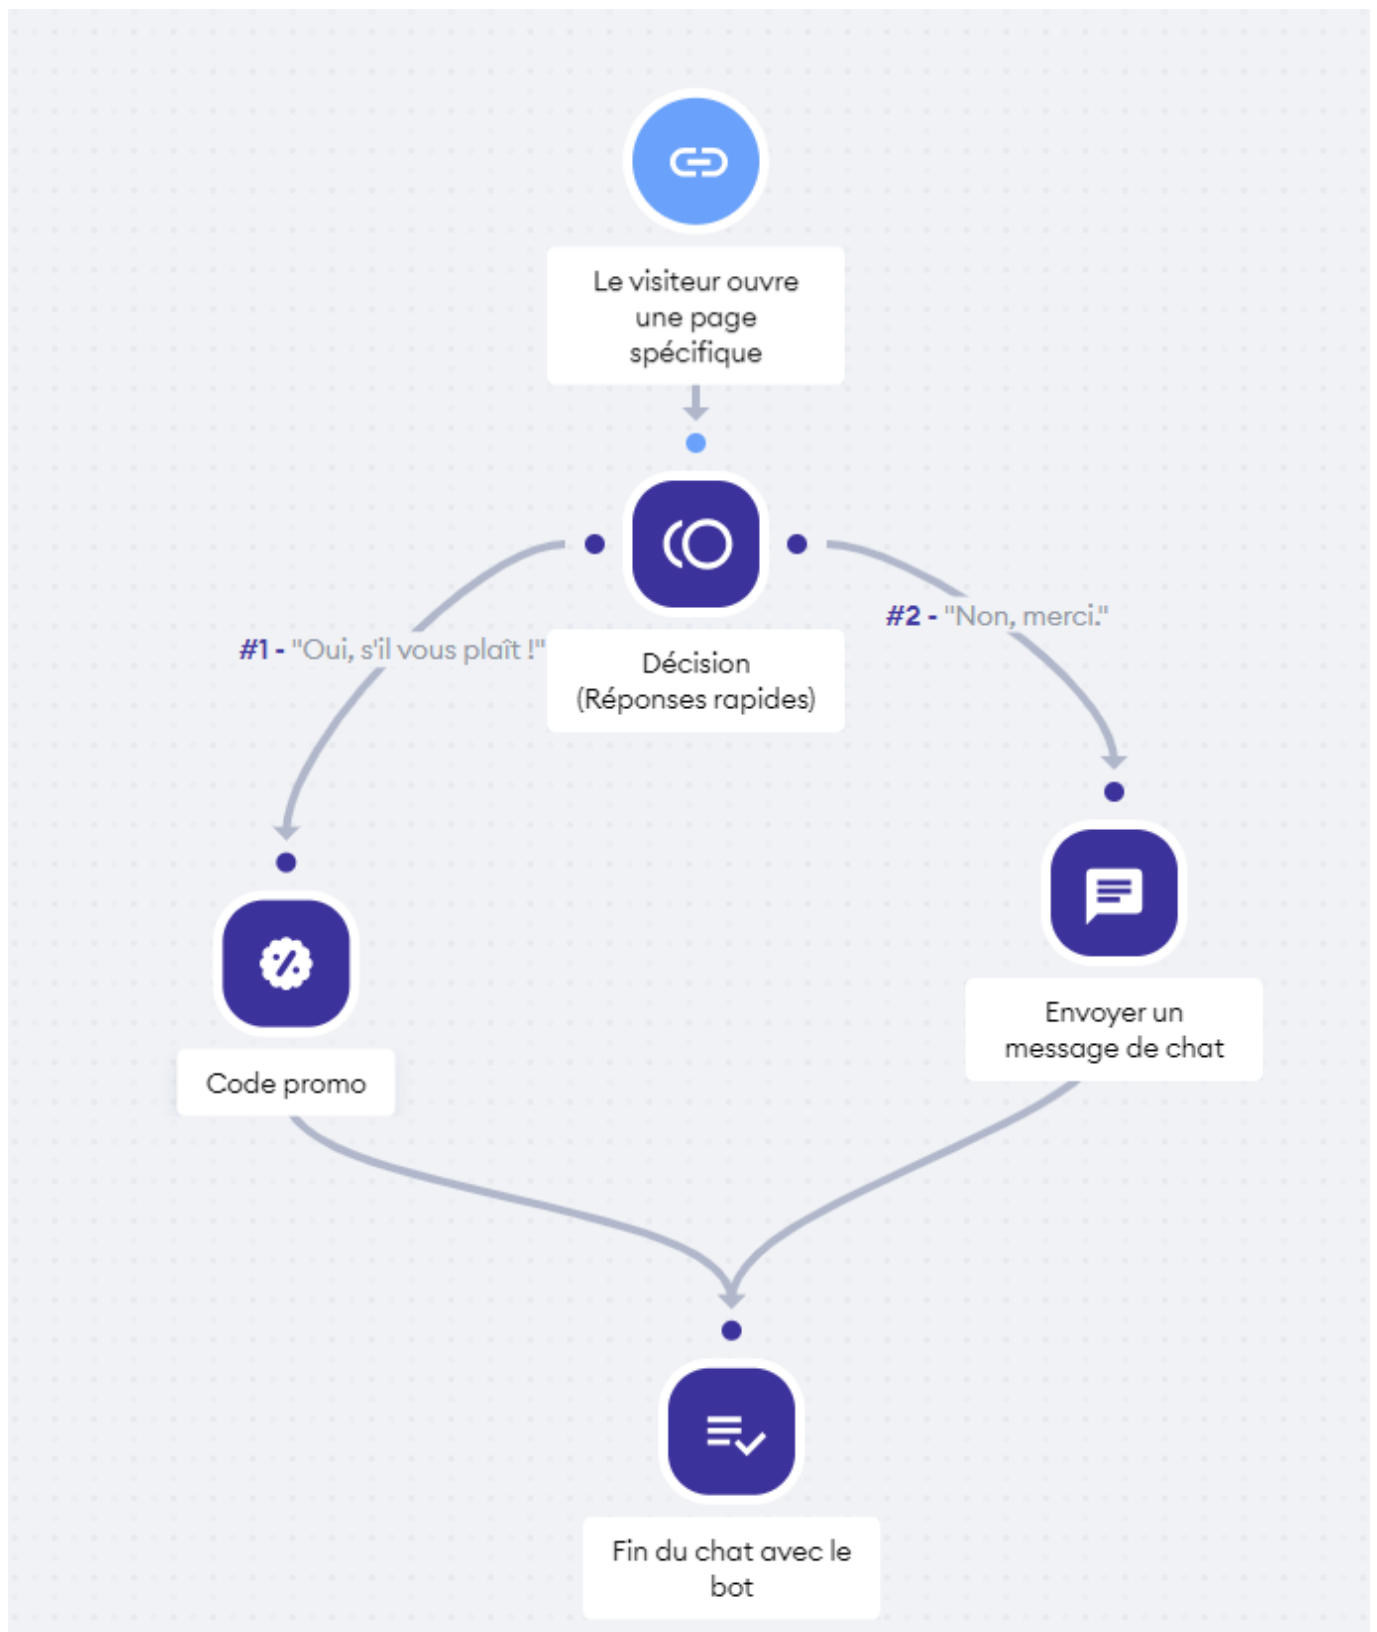 Le visiteur ouvre
une page
spécifique
#1 - "Oui, s'il vous plaît !"
#2 - "Non, merci."
Décision
(Réponses rapides)
Code promo
Envoyer un
message de chat
Fin du chat avec le
bot